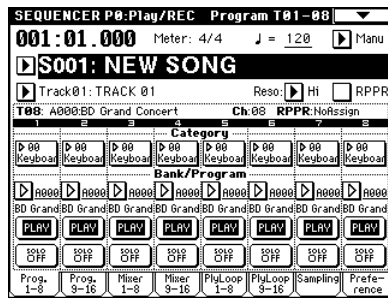 SEQUENCER P0:Play/REC Program T01-08
001:01.000 Meter: 4/4 ♩ = 120 Manu
S001: NEW SONG
Track01: TRACK 01 Reso: Hi RPPR
T08: A000:BD Grand Concert Ch:08 RPPR:NoAssign
1 2 3 4 5 6 7 8
Category
00 00 00 00 00 00 00 00
Keyboar Keyboar Keyboar Keyboar Keyboar Keyboar Keyboar Keyboar
Bank/Program
A000 A000 A000 A000 A000 A000 A000 A000
BD Grand BD Grand BD Grand BD Grand BD Grand BD Grand BD Grand BD Grand
PLAY PLAY PLAY PLAY PLAY PLAY PLAY PLAY
SOLO SOLO SOLO SOLO SOLO SOLO SOLO SOLO
OFF OFF OFF OFF OFF OFF OFF OFF
Prog. Prog. Mixer Mixer PlyLoop PlyLoop Sampling Prefe-
1-8 9-16 1-8 9-16 1-8 9-16 rence